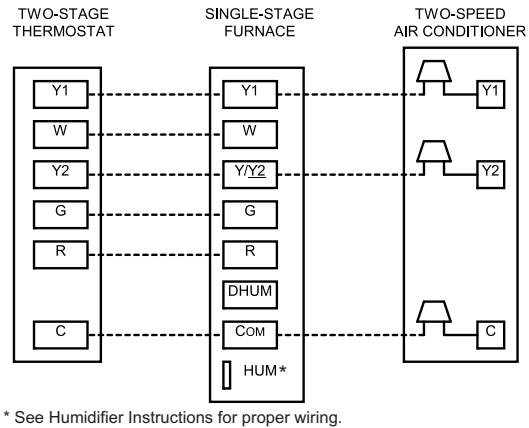 TWO-STAGE
THERMOSTAT
SINGLE-STAGE
FURNACE
TWO-SPEED
AIR CONDITIONER
Y1
W
Y2
G
R
C
Y1
W
Y/Y2
G
R
DHUM
COM
HUM*
Y1
Y2
C
* See Humidifier Instructions for proper wiring.